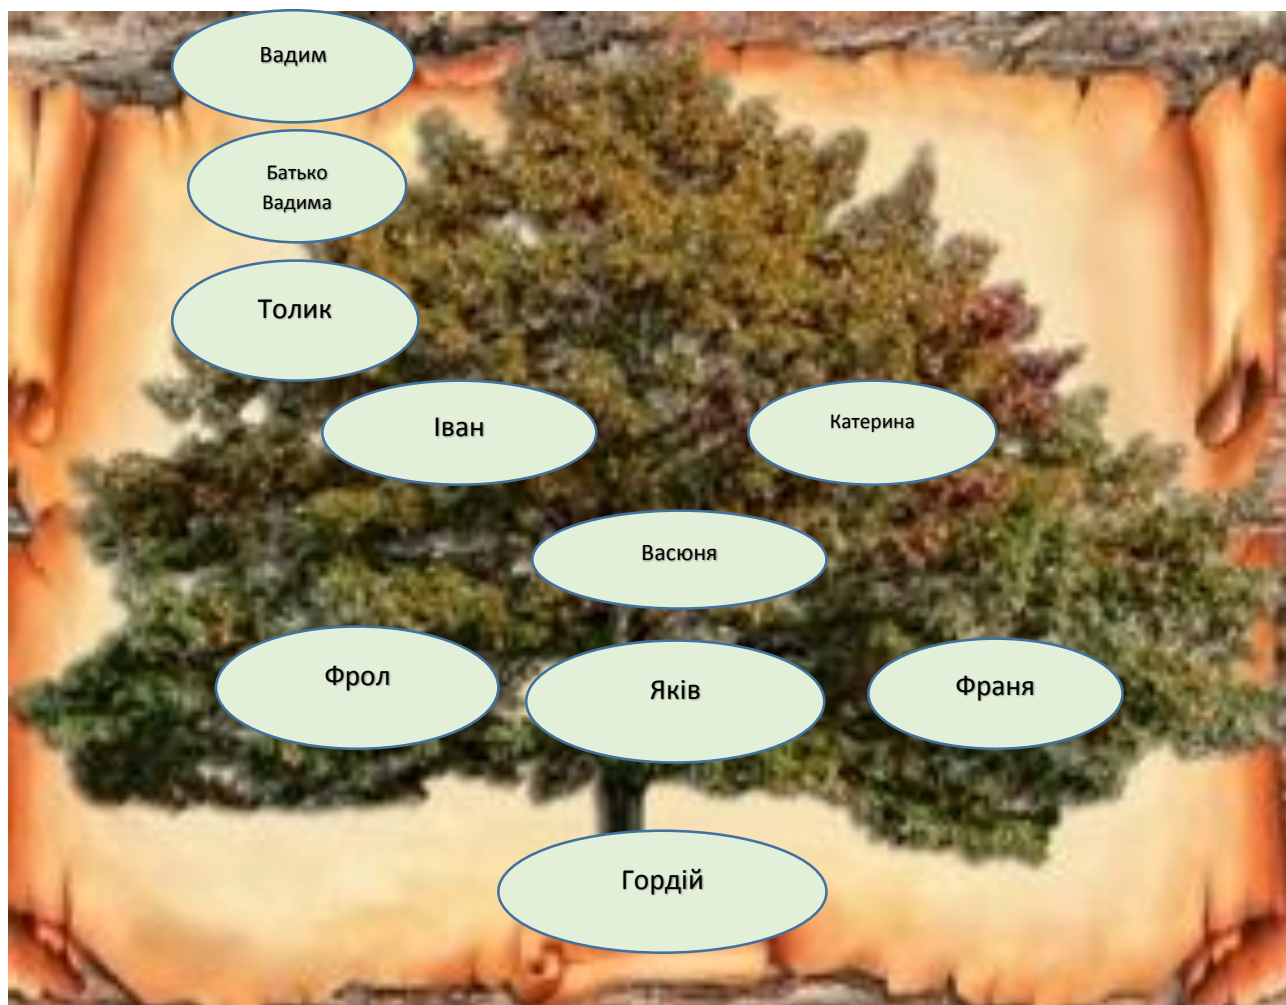 Вадим
Батько
Вадима
Толик
Іван
Катерина
Васюня
Фрол
Яків
Франя
Гордій